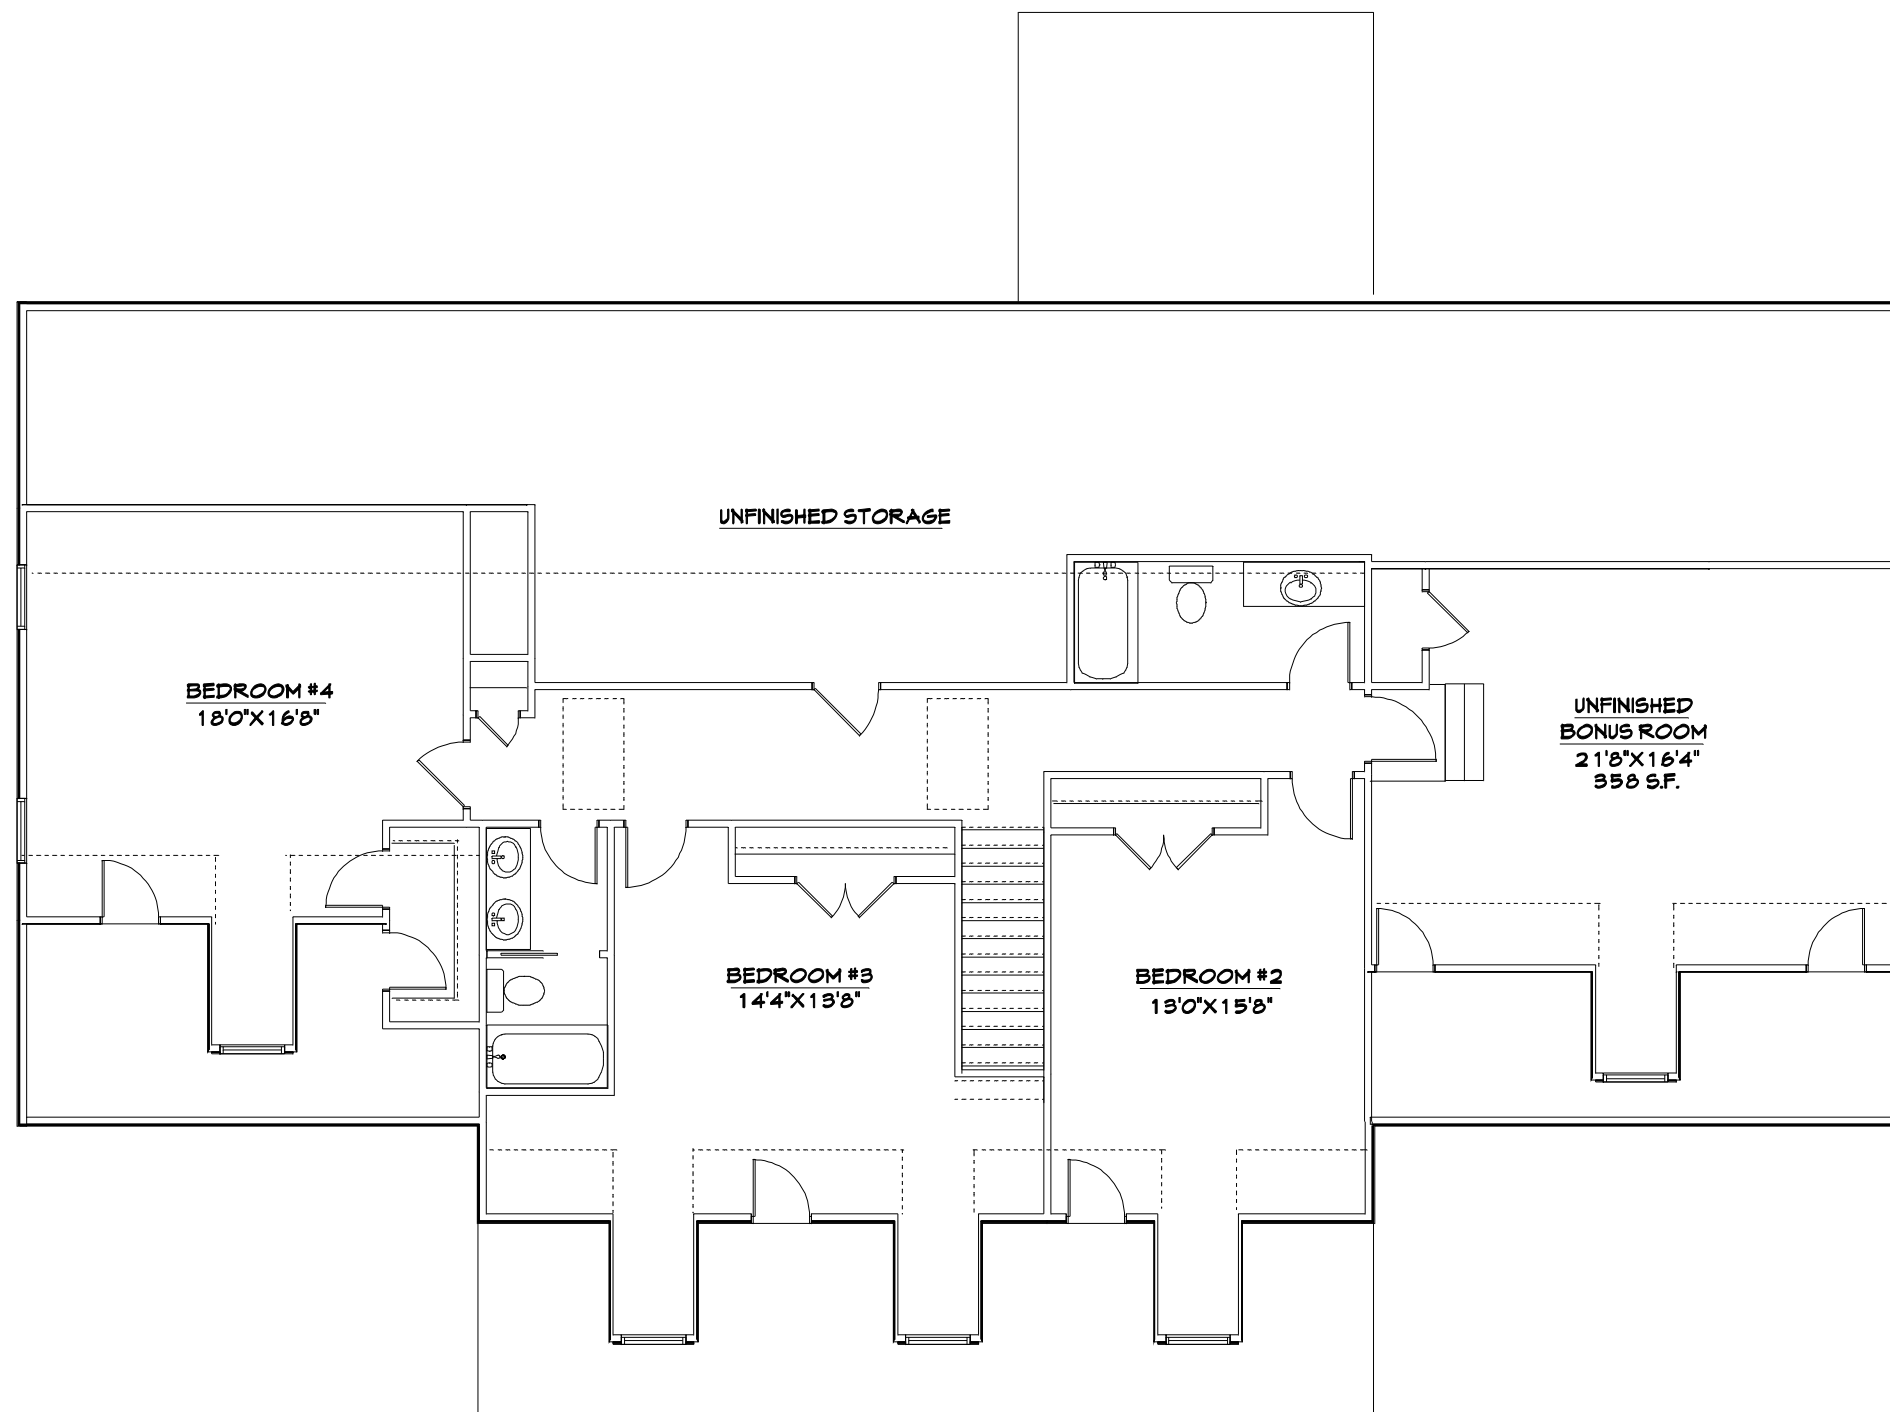 UNFINISHED STORAGE
BEDROOM #4
18'0"X16'8"
UNFINISHED
BONUS ROOM
21'8"X16'4"
358 S.F.
BEDROOM #3
14'4"X13'8"
BEDROOM #2
13'0"X15'8"